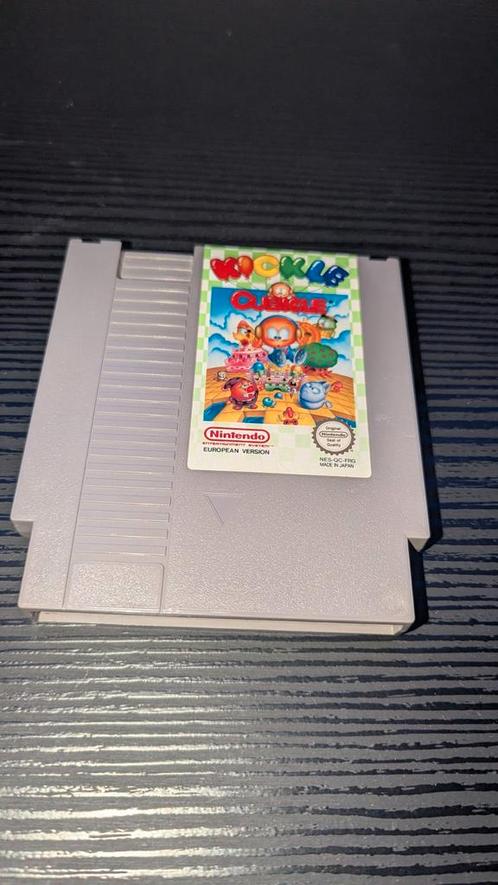 KICKLE
CUBICLE
Nintendo
ENTERTAINMENT SYSTEM
EUROPEAN VERSION
Original
Nintendo
Seal of
Quality
NES-QC-FRG
MADE IN JAPAN